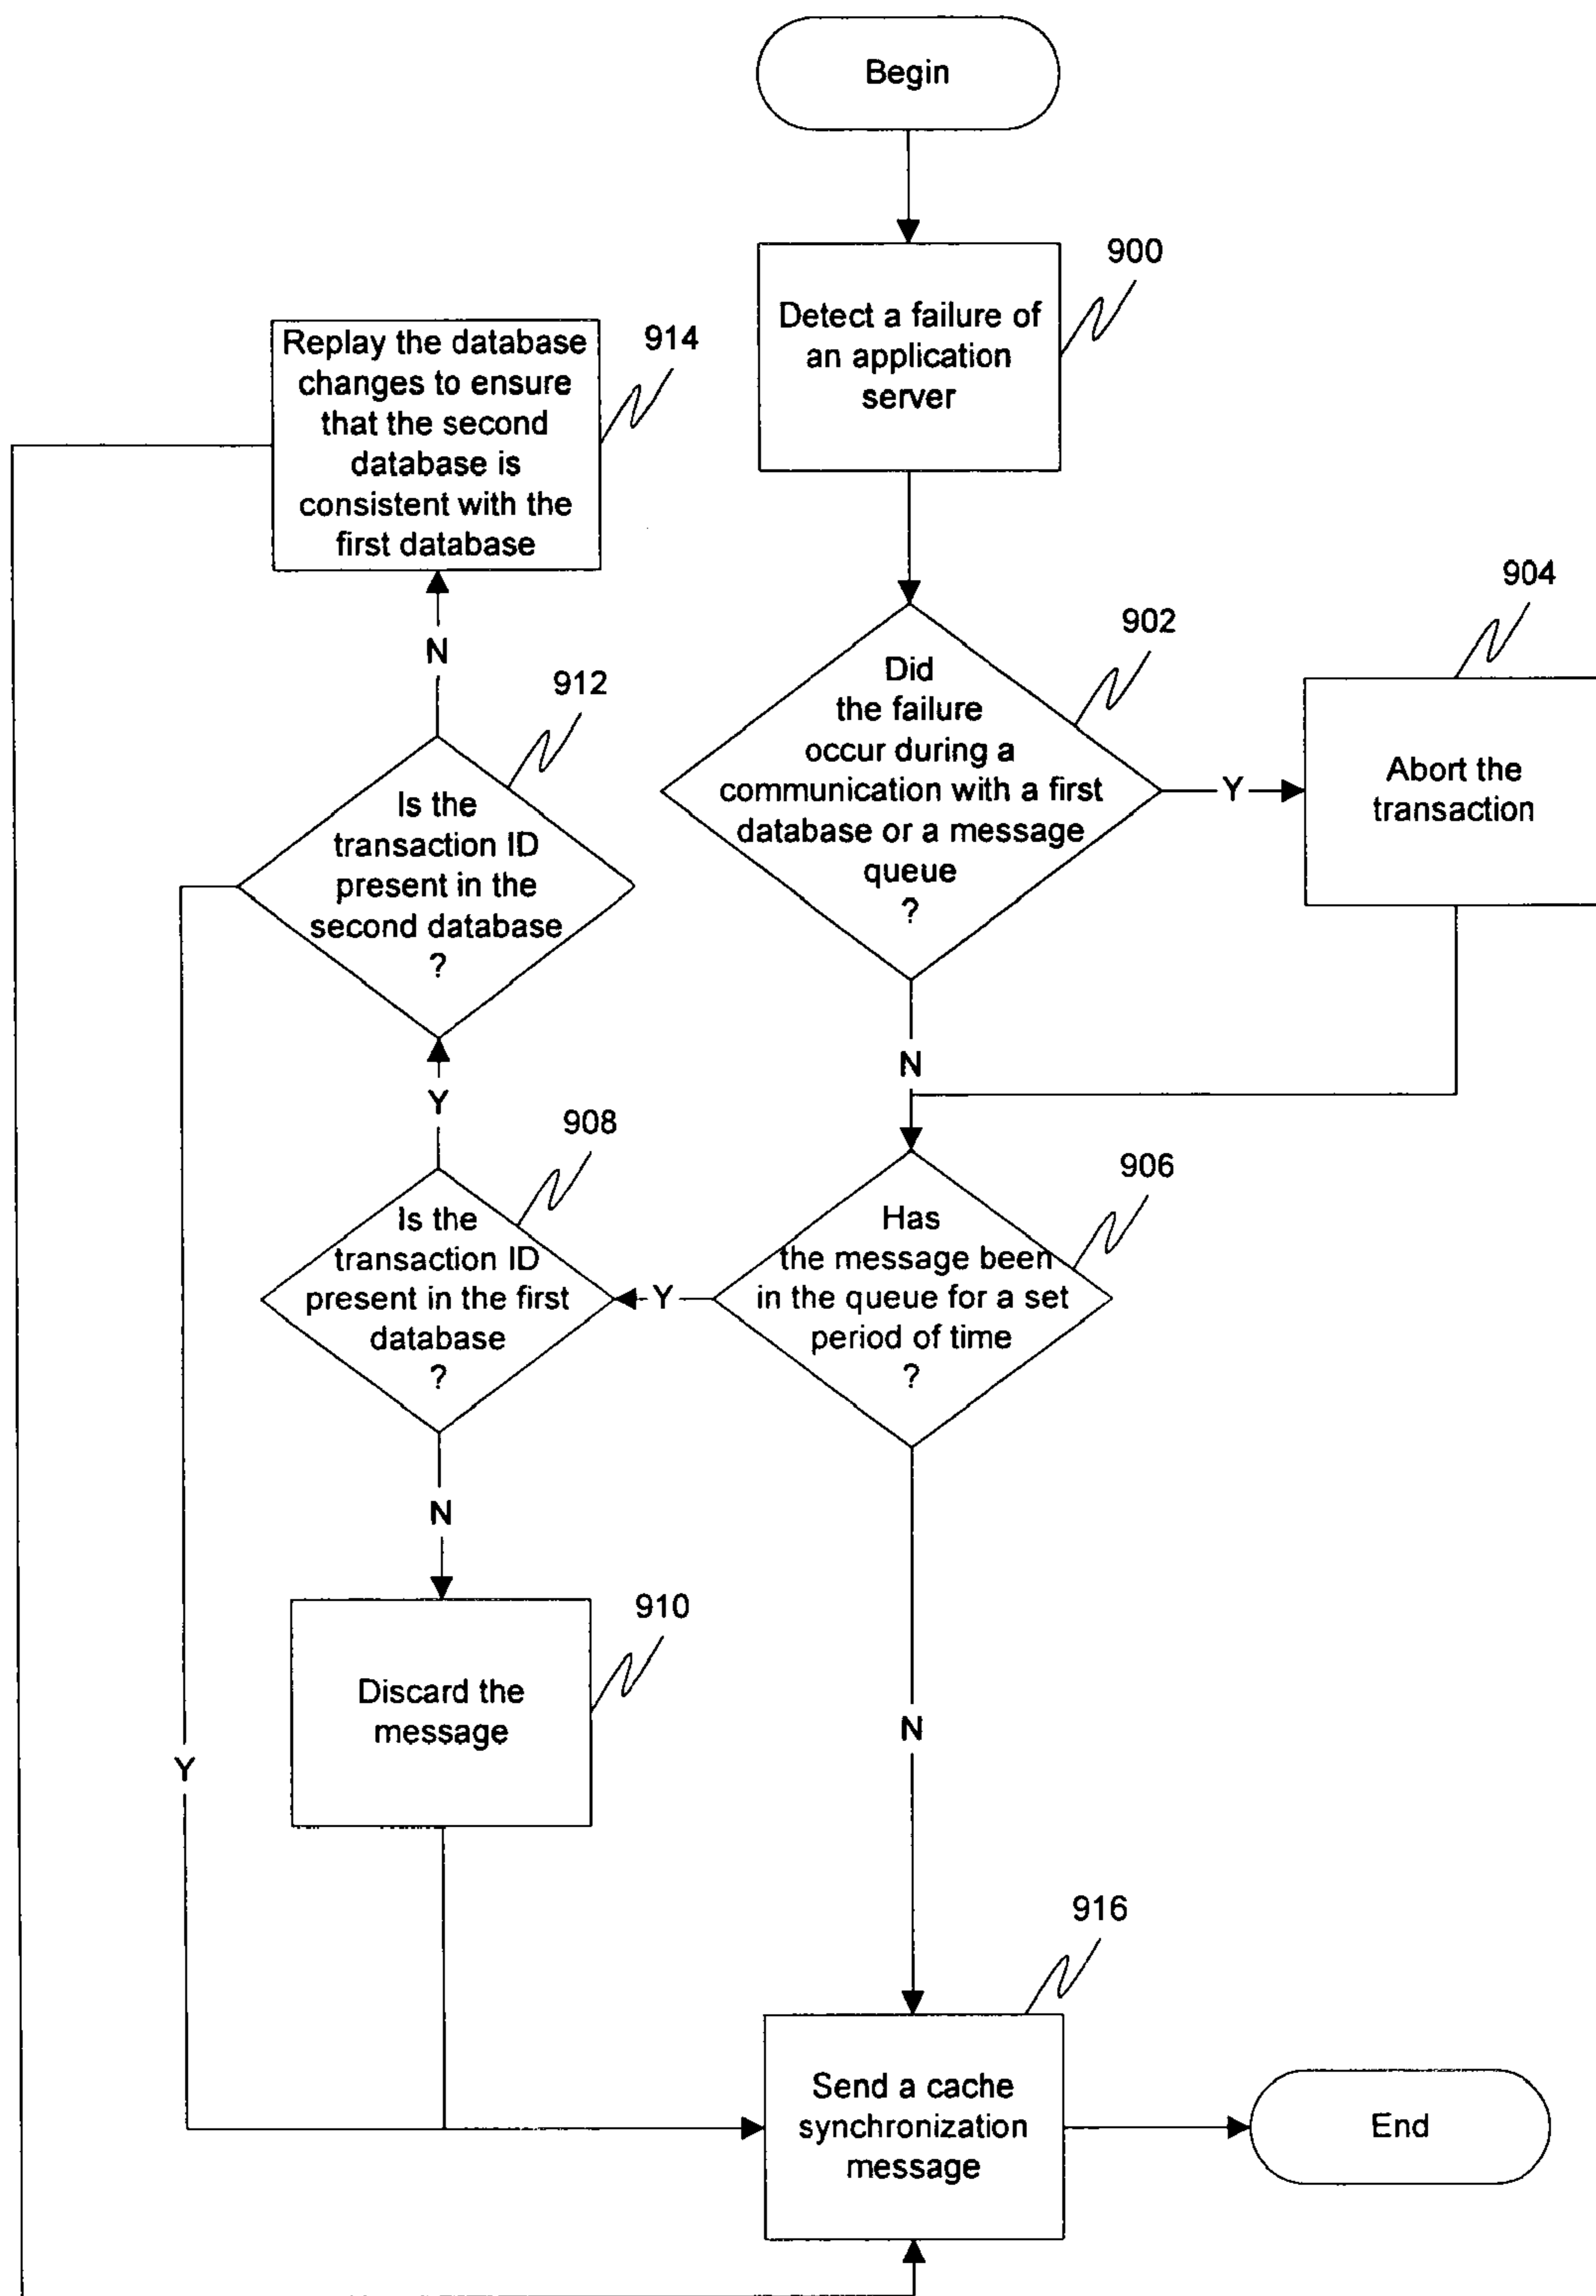 Begin
900
Detect a failure of
an application
server
914
Replay the database
changes to ensure
that the second
database is
consistent with the
first database
904
902
Did
the failure
occur during a
communication with a first
database or a message
queue
?
Y
Abort the
transaction
N
912
Is the
transaction ID
present in the
second database
?
N
Y
908
Is the
transaction ID
present in the first
database
?
Y
906
Has
the message been
in the queue for a set
period of time
?
N
910
Discard the
message
N
Y
916
Send a cache
synchronization
message
End